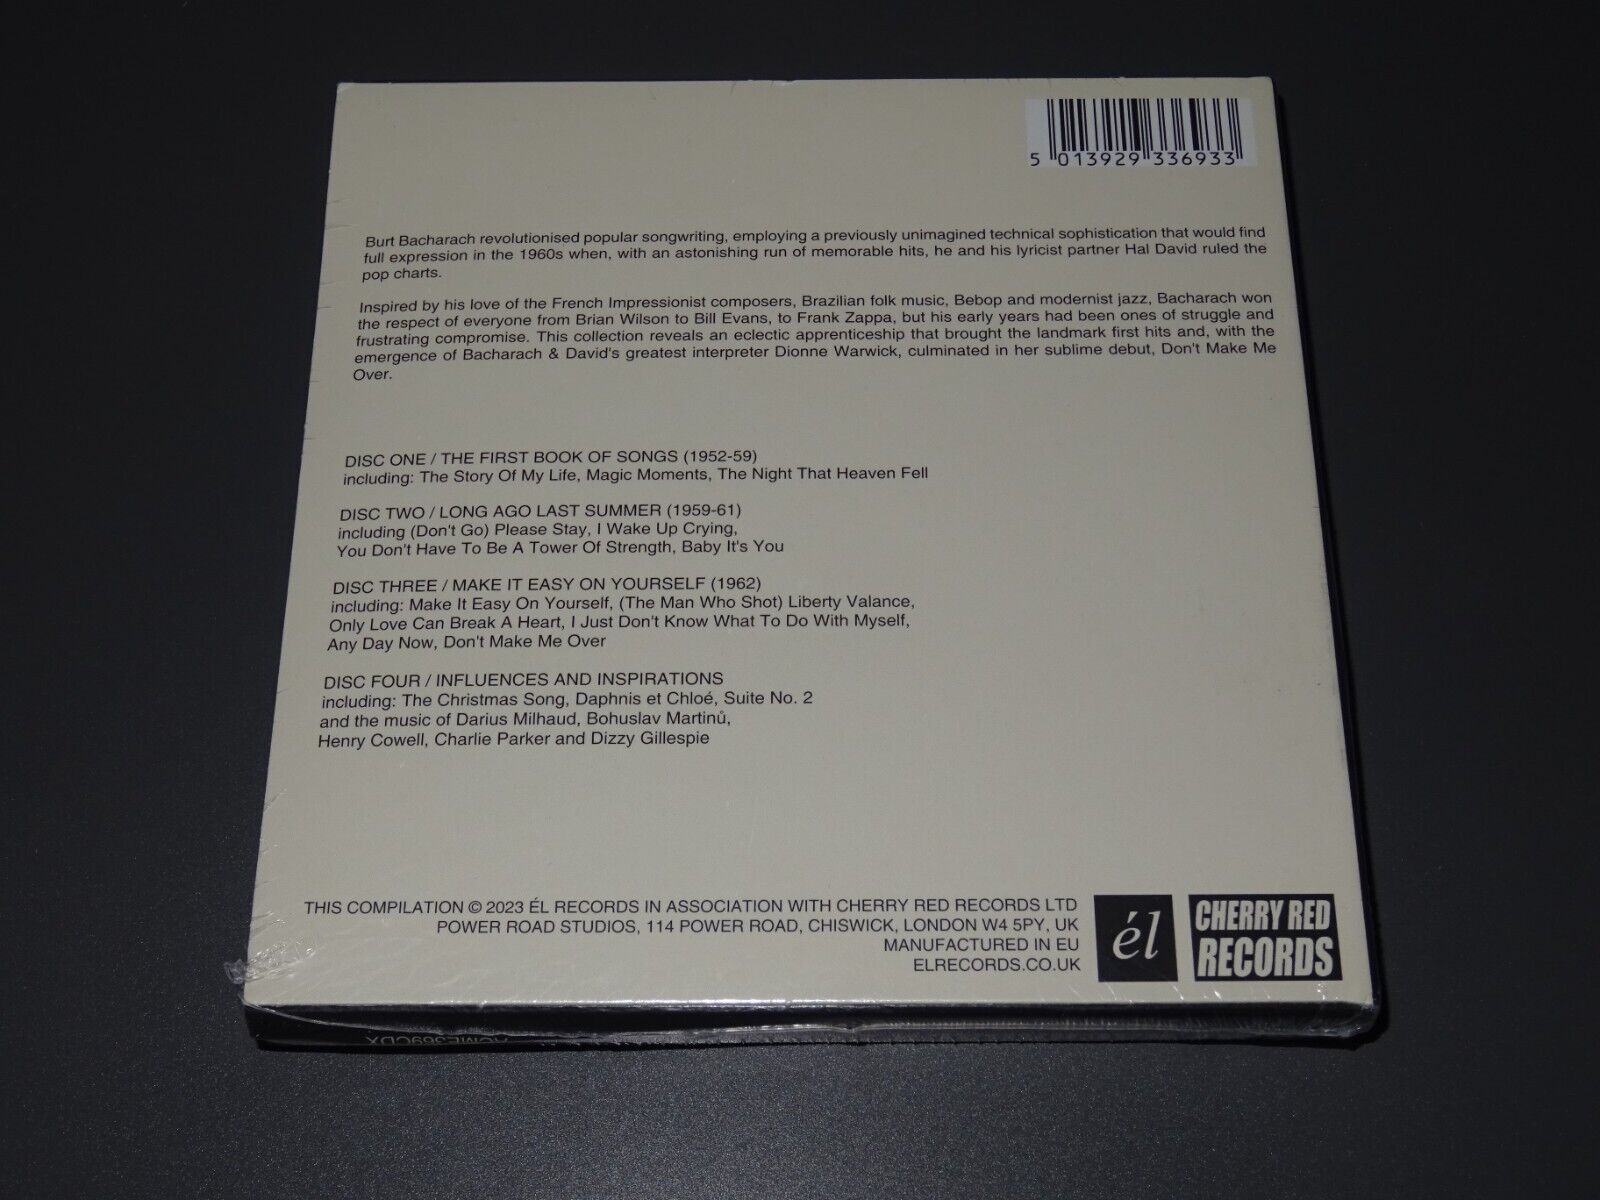 5 013929 336933
Burt Bacharach revolutionised popular songwriting, employing a previously unimagined technical sophistication that would find
full expression in the 1960s when, with an astonishing run of memorable hits, he and his lyricist partner Hal David ruled the
pop charts.
Inspired by his love of the French Impressionist composers, Brazilian folk music, Bebop and modernist jazz, Bacharach won
the respect of everyone from Brian Wilson to Bill Evans, to Frank Zappa, but his early years had been ones of struggle and
frustrating compromise. This collection reveals an eclectic apprenticeship that brought the landmark first hits and, with the
emergence of Bacharach & David's greatest interpreter Dionne Warwick, culminated in her sublime debut, Don't Make Me
Over.
DISC ONE / THE FIRST BOOK OF SONGS (1952-59)
including: The Story Of My Life, Magic Moments, The Night That Heaven Fell
DISC TWO / LONG AGO LAST SUMMER (1959-61)
including (Don't Go) Please Stay, I Wake Up Crying,
You Don't Have To Be A Tower Of Strength, Baby It's You
DISC THREE / MAKE IT EASY ON YOURSELF (1962)
including: Make It Easy On Yourself, (The Man Who Shot) Liberty Valance,
Only Love Can Break A Heart, I Just Don't Know What To Do With Myself,
Any Day Now, Don't Make Me Over
DISC FOUR / INFLUENCES AND INSPIRATIONS
including: The Christmas Song, Daphnis et Chloé, Suite No. 2
and the music of Darius Milhaud, Bohuslav Martinů,
Henry Cowell, Charlie Parker and Dizzy Gillespie
THIS COMPILATION © 2023 ÉL RECORDS IN ASSOCIATION WITH CHERRY RED RECORDS LTD
POWER ROAD STUDIOS, 114 POWER ROAD, CHISWICK, LONDON W4 5PY, UK
MANUFACTURED IN EU
ELRECORDS.CO.UK
él
CHERRY RED
RECORDS
ACME369CDX